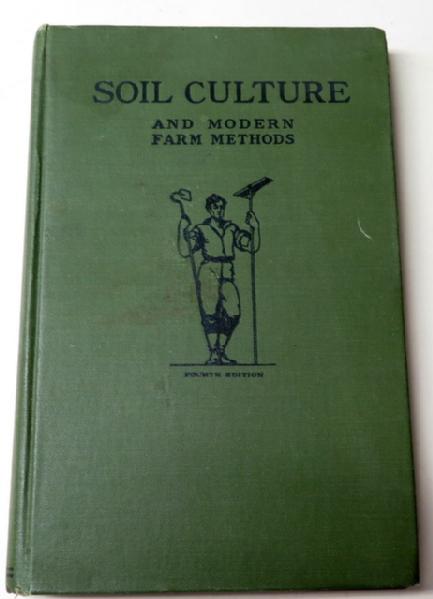 SOIL CULTURE
AND MODERN
FARM METHODS
FOURTH EDITION